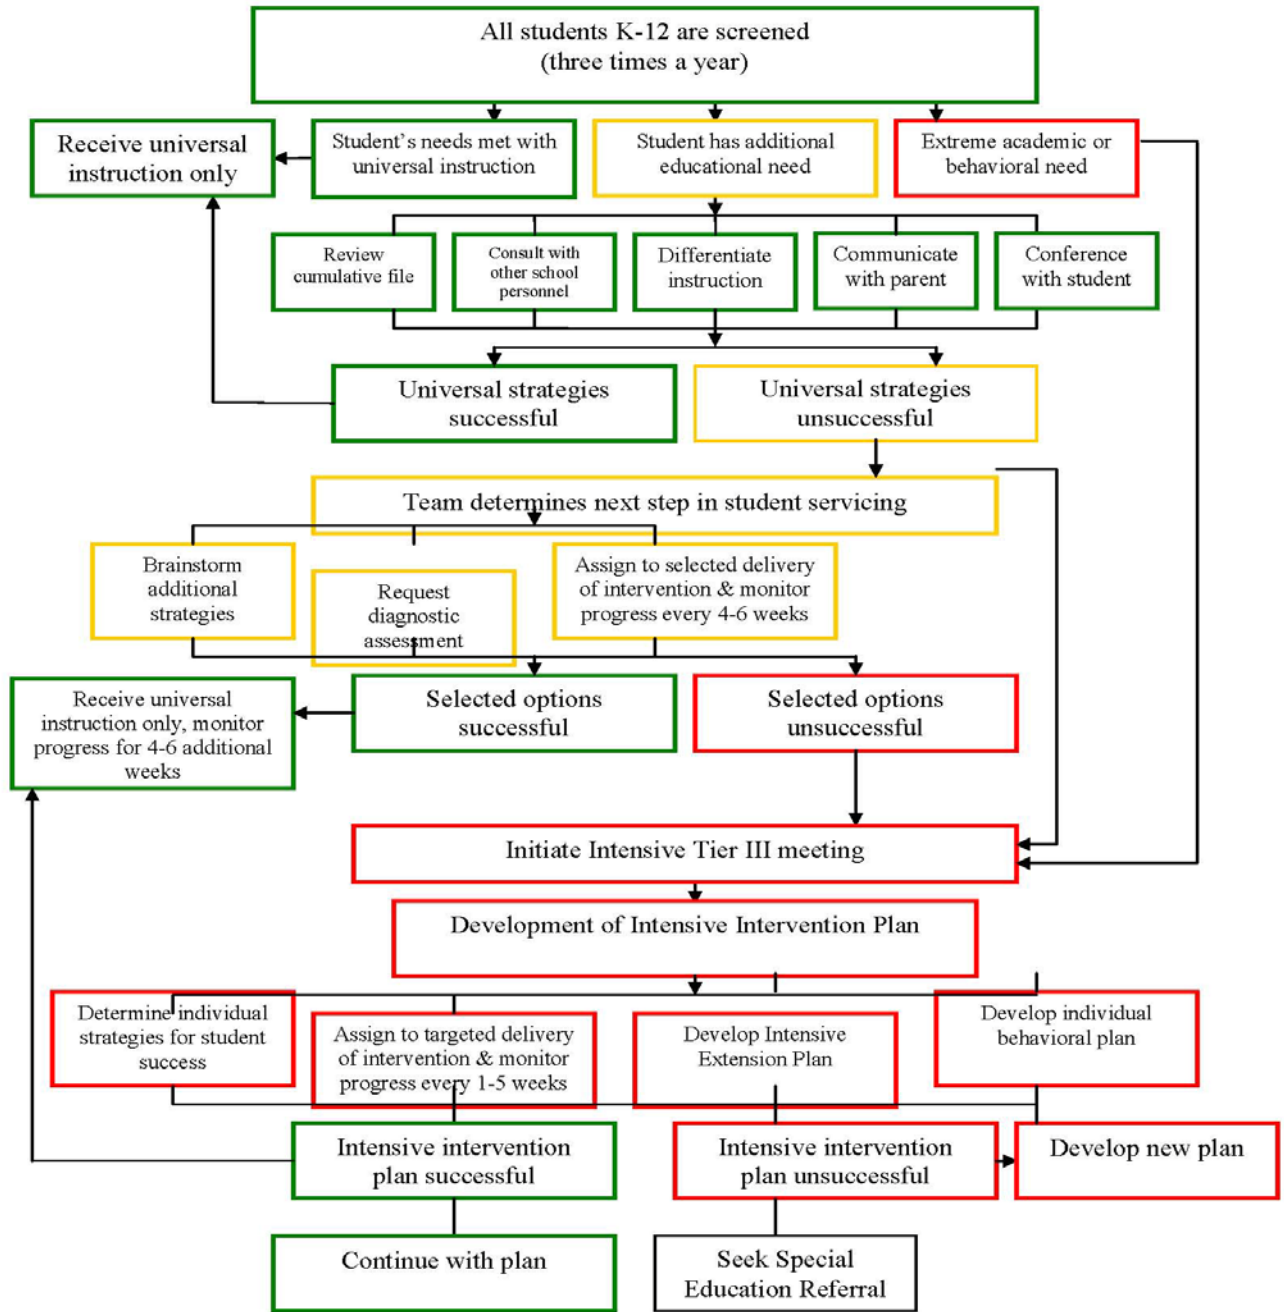 All students K-12 are screened
(three times a year)
Receive universal
instruction only
Student's needs met with
universal instruction
Student has additional
educational need
Extreme academic or
behavioral need
Review
cumulative file
Consult with
other school
personnel
Differentiate
instruction
Communicate
with parent
Conference
with student
Universal strategies
successful
Universal strategies
unsuccessful
Team determines next step in student servicing
Brainstorm
additional
strategies
Request
diagnostic
assessment
Assign to selected delivery
of intervention & monitor
progress every 4-6 weeks
Receive universal
instruction only, monitor
progress for 4-6 additional
weeks
Selected options
successful
Selected options
unsuccessful
Initiate Intensive Tier III meeting
Development of Intensive Intervention Plan
Determine individual
strategies for student
success
Assign to targeted delivery
of intervention & monitor
progress every 1-5 weeks
Develop Intensive
Extension Plan
Develop individual
behavioral plan
Intensive intervention
plan successful
Intensive intervention
plan unsuccessful
Develop new plan
Continue with plan
Seek Special
Education Referral